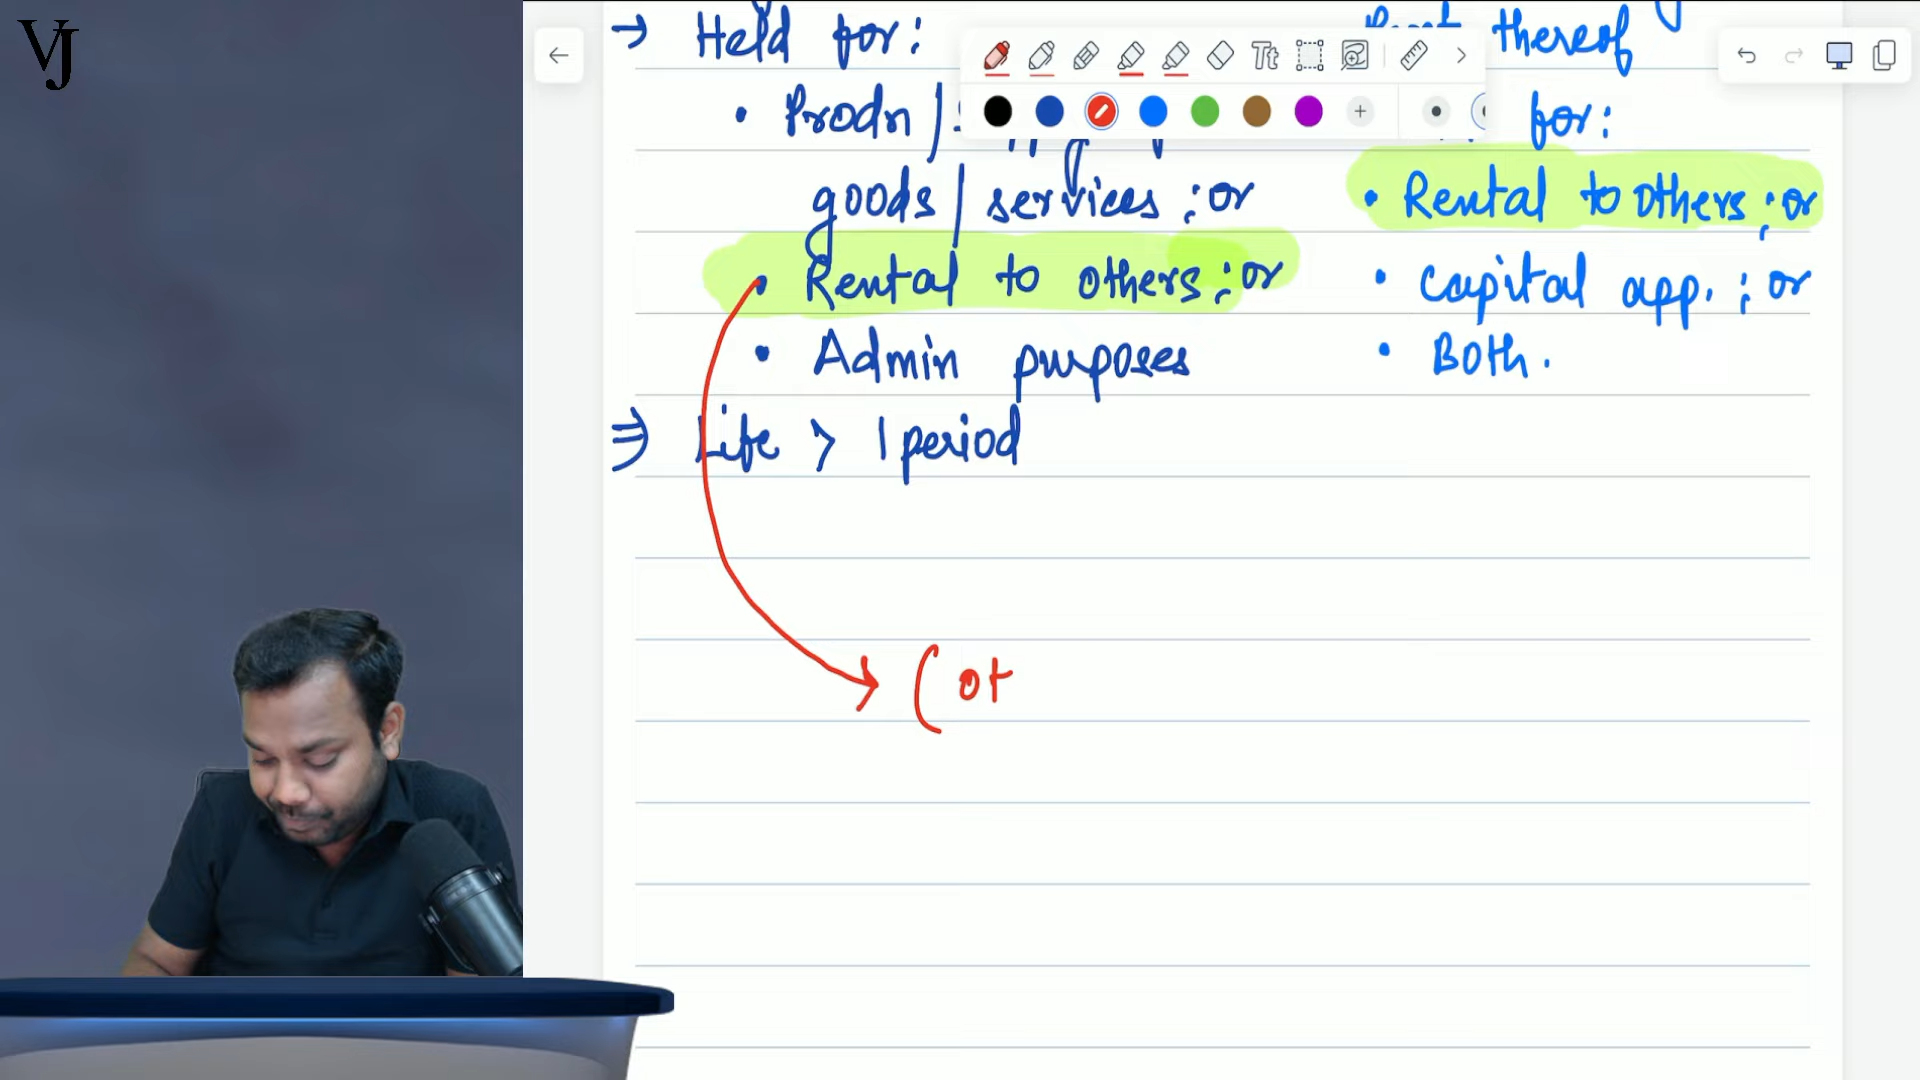 VJ
→ Held for:
thereof
• Prodn /
for:
goods / services ; or
• Rental to others ; or
• Rental to others ; or
• Capital app. ; or
• Admin purposes
• Both.
⇒ Life > 1 period
( ot
Tt